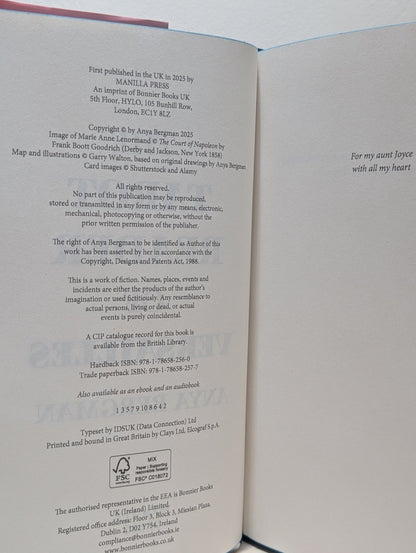 First published in the UK in 2025 by
MANILLA PRESS
An imprint of Bonnier Books UK
5th Floor, HYLO, 105 Bunhill Row,
London, EC1Y 8LZ
Copyright © by Anya Bergman 2025
Image of Marie Anne Lenormand © The Court of Napoleon by
Frank Boott Goodrich (Derby and Jackson, New York 1858)
Map and illustrations © Garry Walton, based on original drawings by Anya Bergman
Card images © Shutterstock and Alamy
All rights reserved.
No part of this publication may be reproduced,
stored or transmitted in any form or by any means, electronic,
mechanical, photocopying or otherwise, without the
prior written permission of the publisher.
The right of Anya Bergman to be identified as Author of this
work has been asserted by her in accordance with the
Copyright, Designs and Patents Act, 1988.
This is a work of fiction. Names, places, events and
incidents are either the products of the author's
imagination or used fictitiously. Any resemblance to
actual persons, living or dead, or actual
events is purely coincidental.
A CIP catalogue record for this book is
available from the British Library.
Hardback ISBN: 978-1-78658-256-0
Trade paperback ISBN: 978-1-78658-257-7
Also available as an ebook and an audiobook
1 3 5 7 9 10 8 6 4 2
Typeset by IDSUK (Data Connection) Ltd
Printed and bound in Great Britain by Clays Ltd, Elcograf S.p.A.
FSC
www.fsc.org
MIX
Paper | Supporting
responsible forestry
FSC® C018072
The authorised representative in the EEA is Bonnier Books
UK (Ireland) Limited.
Registered office address: Floor 3, Block 3, Miesian Plaza,
Dublin 2, D02 Y754, Ireland
compliance@bonnierbooks.ie
www.bonnierbooks.co.uk
For my aunt Joyce
with all my heart